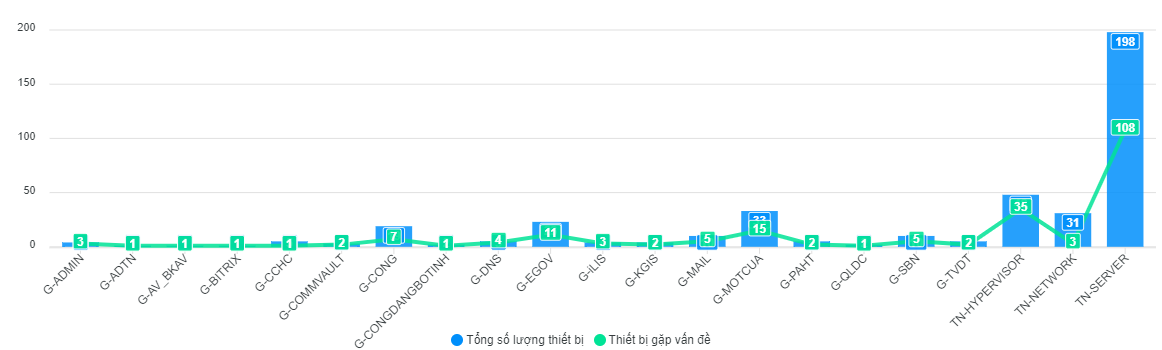 200
150
100
50
0
3
1
1
1
1
2
7
1
4
11
3
2
5
33
15
2
1
5
2
35
31
3
198
108
G-ADMIN
G-ADTN
G-AV_BKAV
G-BITRIX
G-CCHC
G-COMMVAULT
G-CONG
G-CONGDANGBOTINH
G-DNS
G-EGOV
G-ILIS
G-KGIS
G-MAIL
G-MOTCUA
G-PAHT
G-QLDC
G-SBN
G-TVDT
TN-HYPERVISOR
TN-NETWORK
TN-SERVER
Tổng số lượng thiết bị
Thiết bị gặp vấn đề